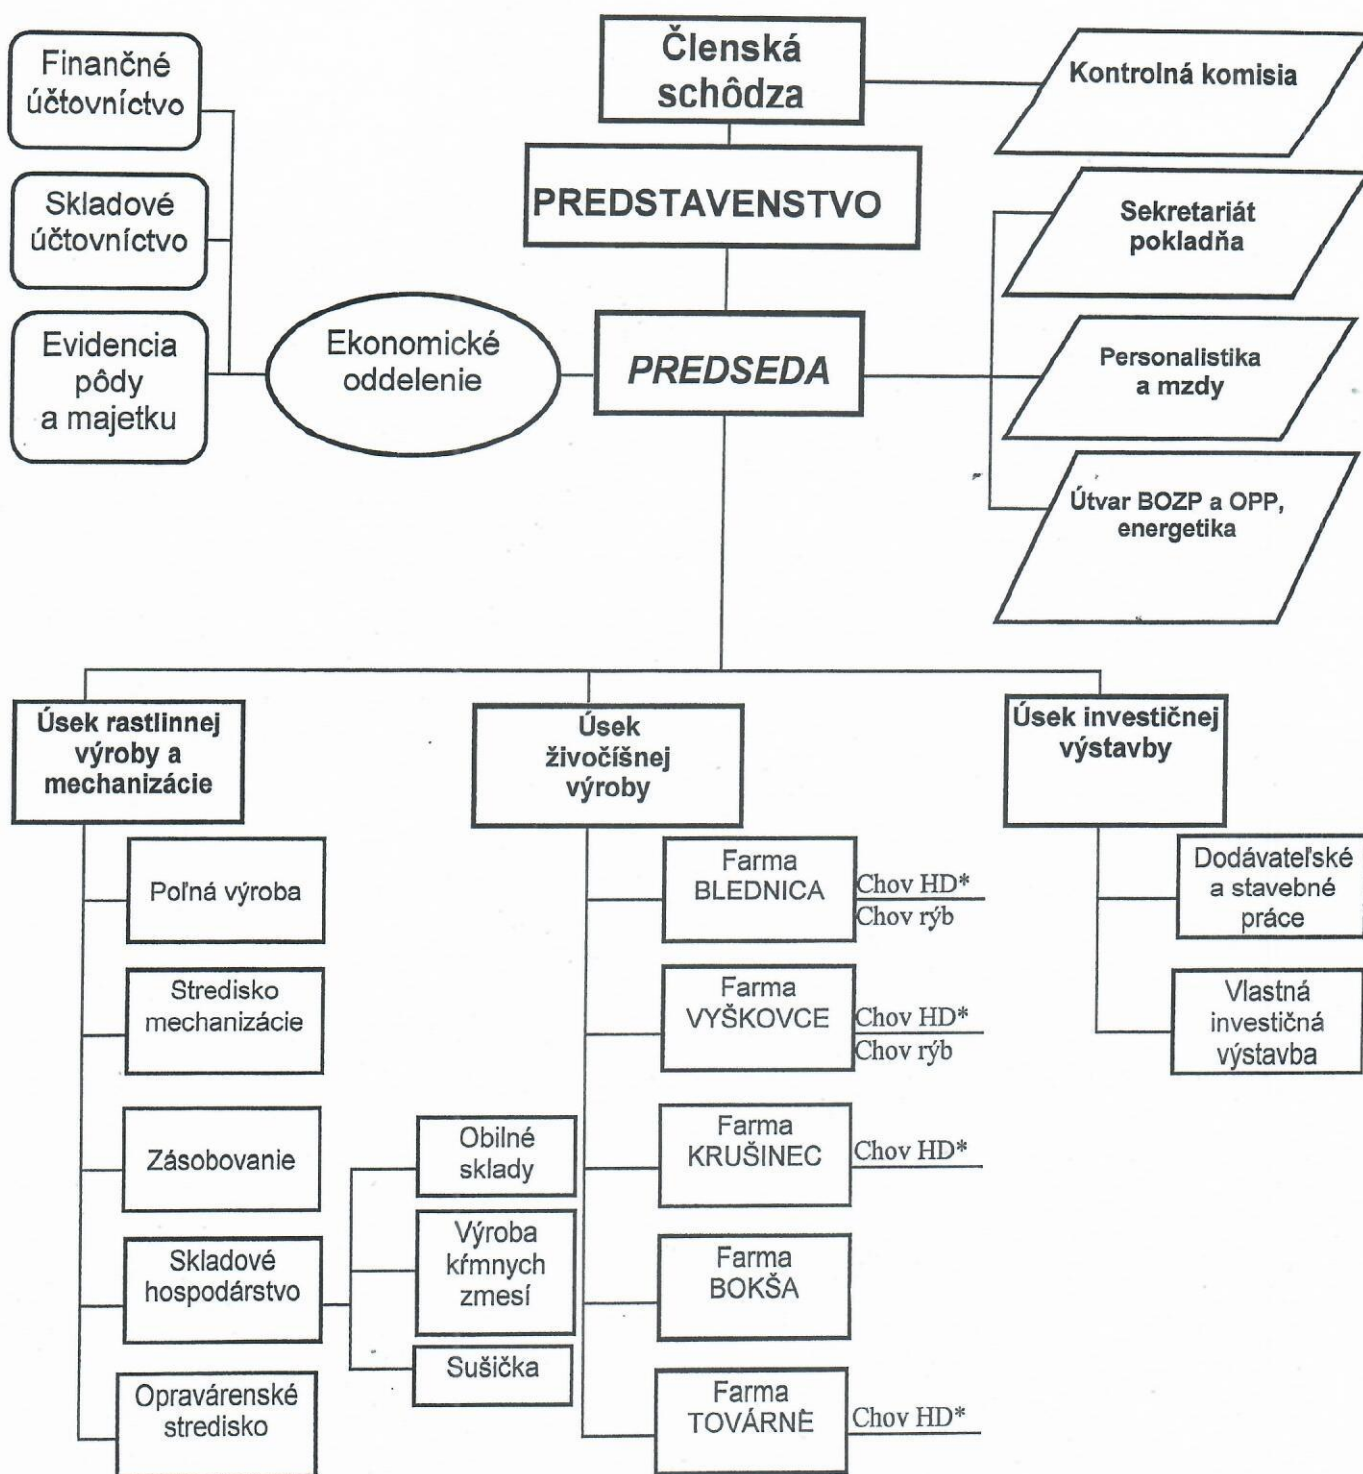 Finančné
účtovníctvo
Členská
schôdza
Kontrolná komisia
Skladové
účtovníctvo
PREDSTAVENSTVO
Sekretariát
pokladňa
Evidencia
pôdy
a majetku
Ekonomické
oddelenie
PREDSEDA
Personalistika
a mzdy
Útvar BOZP a OPP,
energetika
Úsek rastlinnej
výroby a
mechanizácie
Úsek
živočíšnej
výroby
Úsek investičnej
výstavby
Poľná výroba
Farma
BLEDNICA
Chov HD*
Chov rýb
Dodávateľské
a stavebné
práce
Stredisko
mechanizácie
Farma
VYŠKOVCE
Chov HD*
Chov rýb
Vlastná
investičná
výstavba
Zásobovanie
Obilné
sklady
Farma
KRUŠINEC
Chov HD*
Skladové
hospodárstvo
Výroba
kŕmnych
zmesí
Farma
BOKŠA
Sušička
Opravárenské
stredisko
Farma
TOVÁRNE
Chov HD*